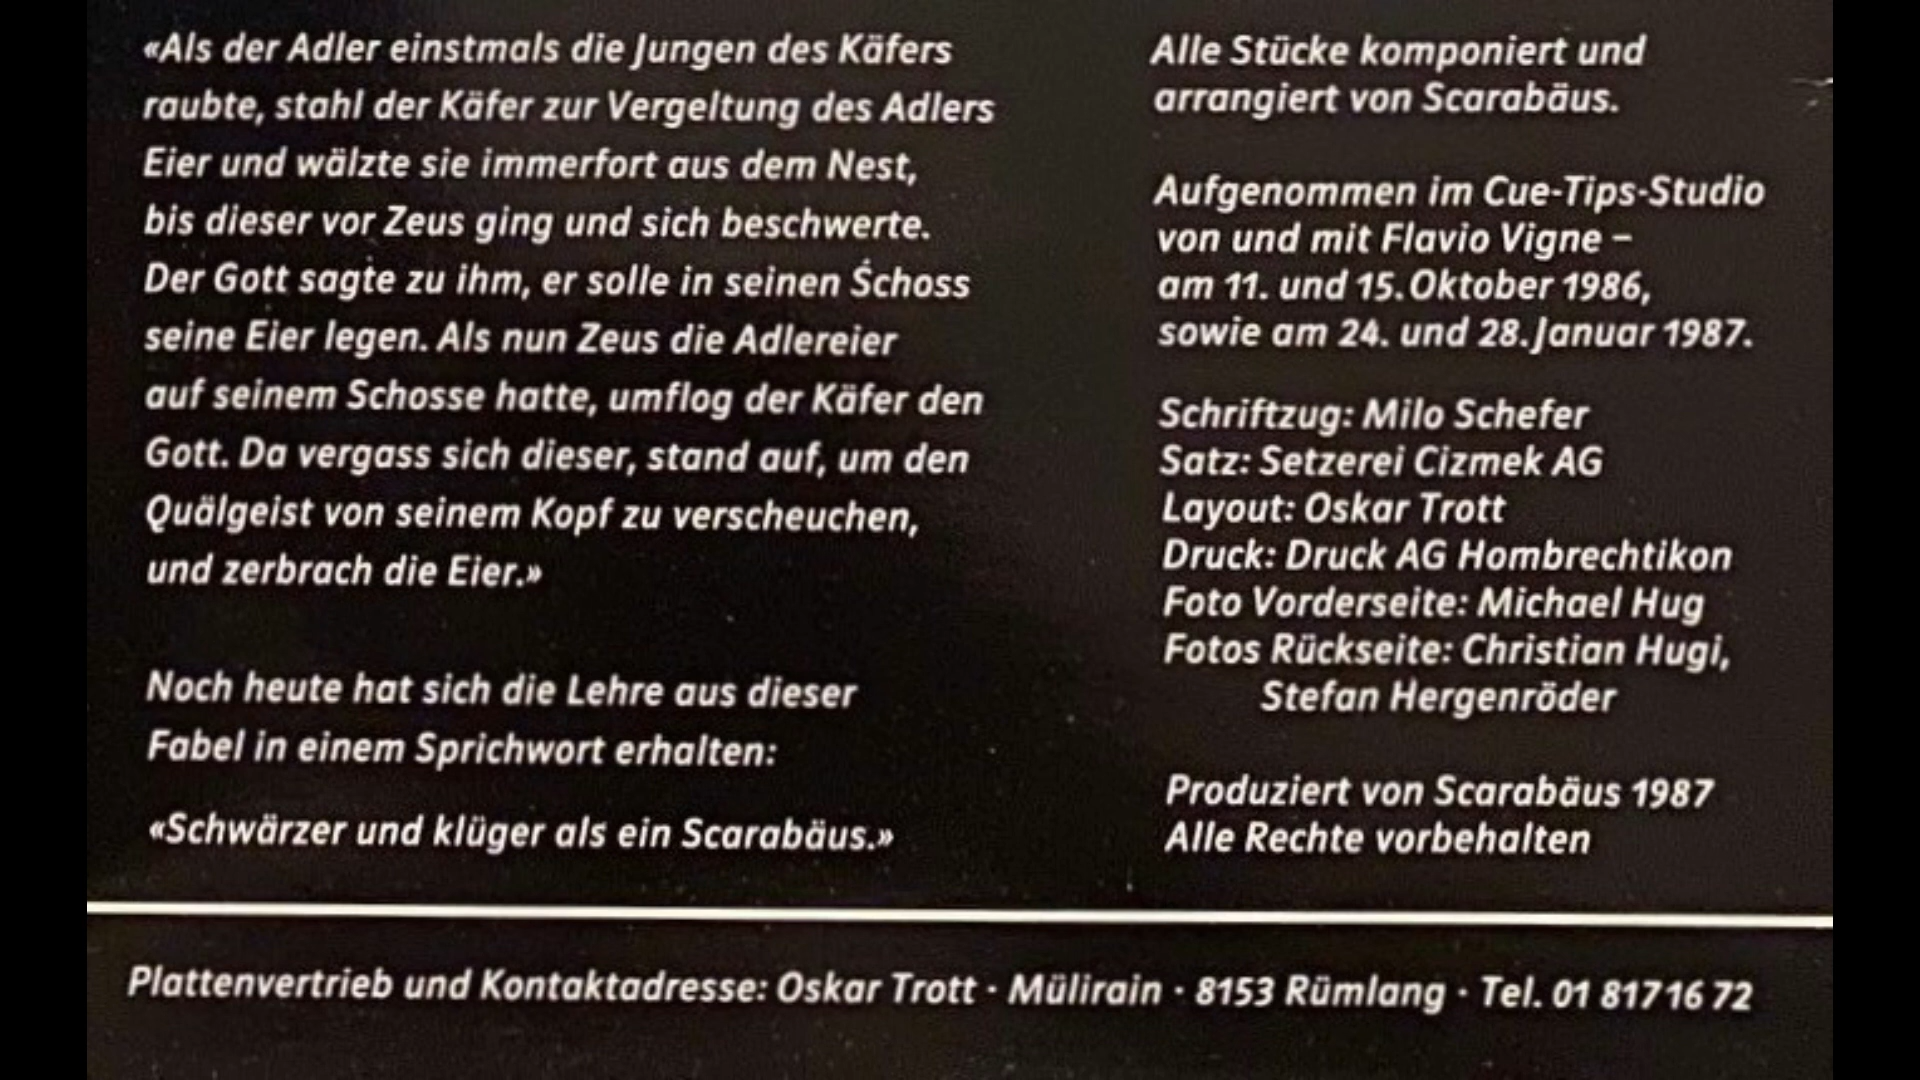 «Als der Adler einstmals die Jungen des Käfers
raubte, stahl der Käfer zur Vergeltung des Adlers
Eier und wälzte sie immerfort aus dem Nest,
bis dieser vor Zeus ging und sich beschwerte.
Der Gott sagte zu ihm, er solle in seinen Schoss
seine Eier legen. Als nun Zeus die Adlereier
auf seinem Schosse hatte, umflog der Käfer den
Gott. Da vergass sich dieser, stand auf, um den
Quälgeist von seinem Kopf zu verscheuchen,
und zerbrach die Eier.»
Noch heute hat sich die Lehre aus dieser
Fabel in einem Sprichwort erhalten:
«Schwärzer und klüger als ein Scarabäus.»
Alle Stücke komponiert und
arrangiert von Scarabäus.
Aufgenommen im Cue-Tips-Studio
von und mit Flavio Vigne –
am 11. und 15. Oktober 1986,
sowie am 24. und 28. Januar 1987.
Schriftzug: Milo Schefer
Satz: Setzerei Cizmek AG
Layout: Oskar Trott
Druck: Druck AG Hombrechtikon
Foto Vorderseite: Michael Hug
Fotos Rückseite: Christian Hugi,
Stefan Hergenröder
Produziert von Scarabäus 1987
Alle Rechte vorbehalten
Plattenvertrieb und Kontaktadresse: Oskar Trott · Mülirain · 8153 Rümlang · Tel. 01 817 16 72